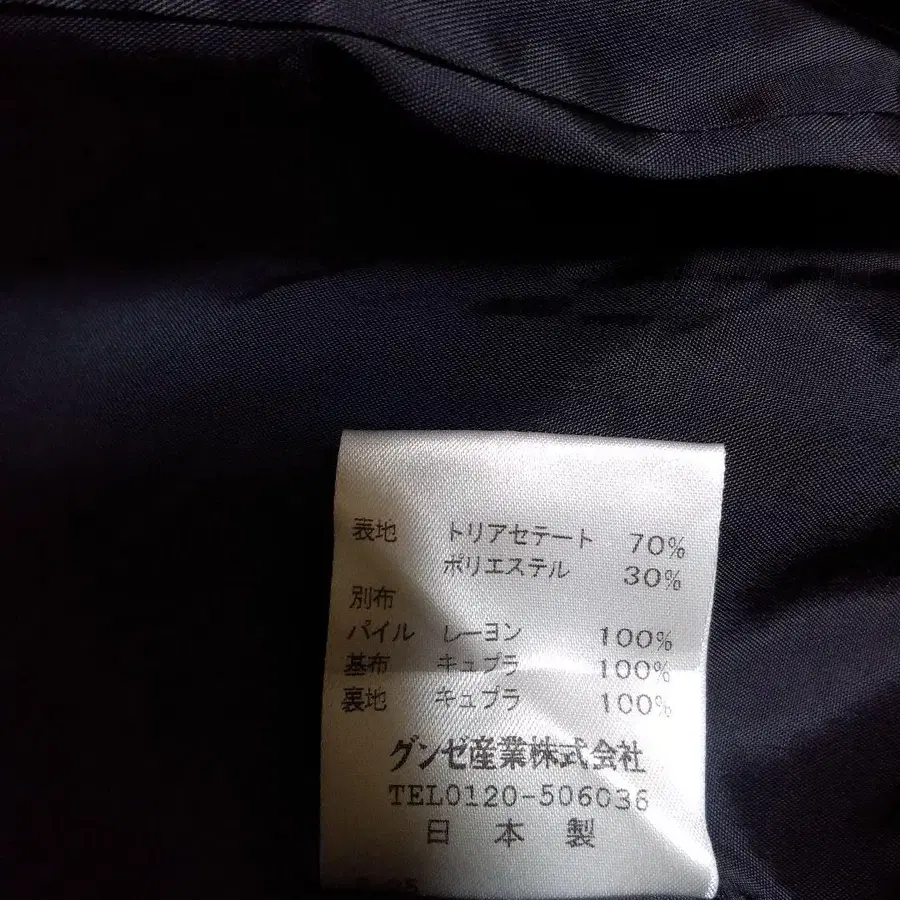 表地 トリアセテート 70%
ポリエステル 30%
別布
パイル レーヨン 100%
基布 キュプラ 100%
裏地 キュプラ 100%
グンゼ産業株式会社
TEL0120-506036
日本製